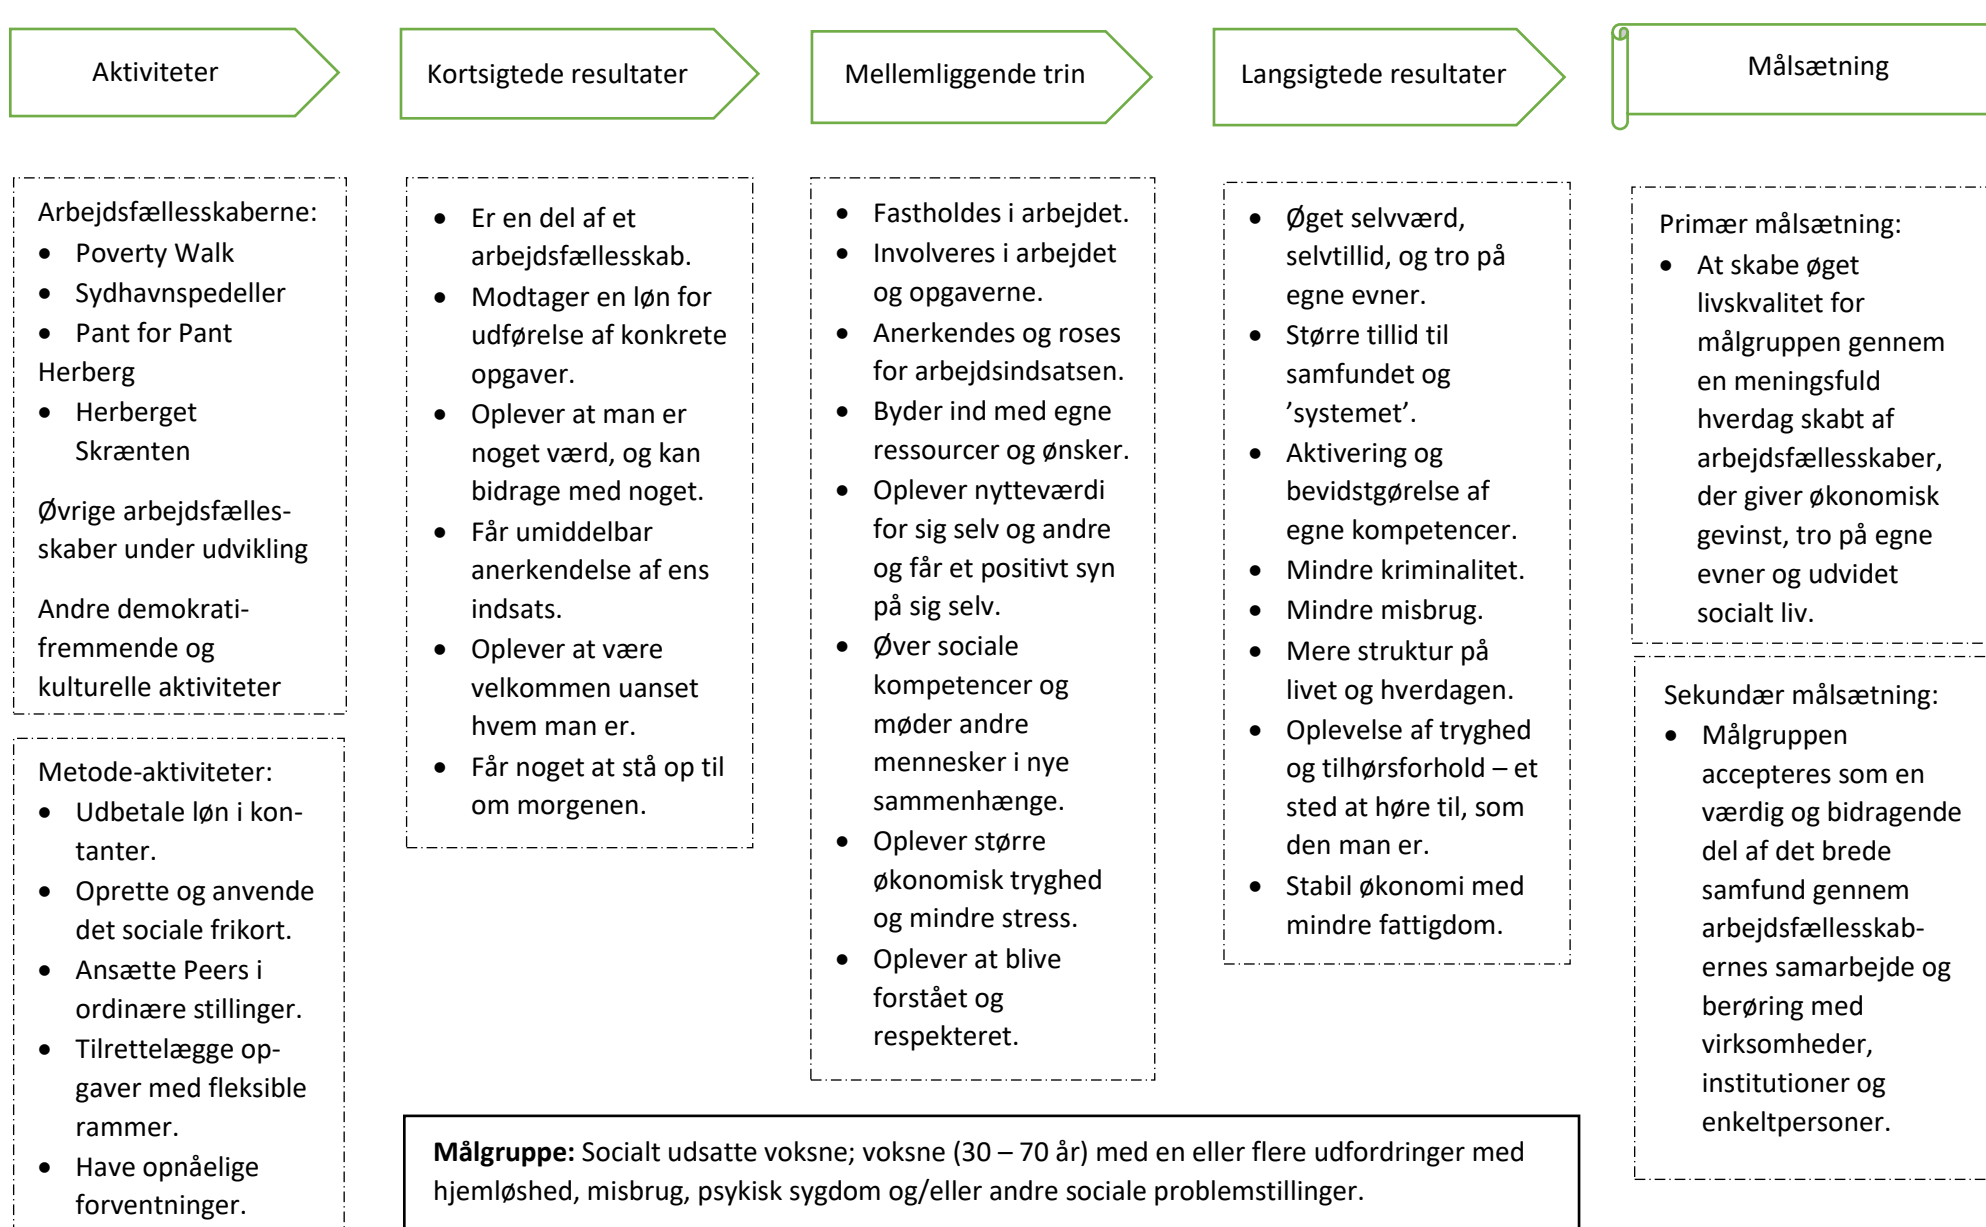 Aktiviteter
Kortsigtede resultater
Mellemliggende trin
Langsigtede resultater
Målsætning
Arbejdsfællesskaberne:
• Poverty Walk
• Sydhavnspedeller
• Pant for Pant
Herberg
• Herberget
Skrænten
Øvrige arbejdsfælles-
skaber under udvikling
Andre demokrati-
fremmende og
kulturelle aktiviteter
Metode-aktiviteter:
• Udbetale løn i kon-
tanter.
• Oprette og anvende
det sociale frikort.
• Ansætte Peers i
ordinære stillinger.
• Tilrettelægge op-
gaver med fleksible
rammer.
• Have opnåelige
forventninger.
• Er en del af et
arbejdsfællesskab.
• Modtager en løn for
udførelse af konkrete
opgaver.
• Oplever at man er
noget værd, og kan
bidrage med noget.
• Får umiddelbar
anerkendelse af ens
indsats.
• Oplever at være
velkommen uanset
hvem man er.
• Får noget at stå op til
om morgenen.
• Fastholdes i arbejdet.
• Involveres i arbejdet
og opgaverne.
• Anerkendes og roses
for arbejdsindsatsen.
• Byder ind med egne
ressourcer og ønsker.
• Oplever nytteværdi
for sig selv og andre
og får et positivt syn
på sig selv.
• Øver sociale
kompetencer og
møder andre
mennesker i nye
sammenhænge.
• Oplever større
økonomisk tryghed
og mindre stress.
• Oplever at blive
forstået og
respekteret.
• Øget selvværd,
selvtillid, og tro på
egne evner.
• Større tillid til
samfundet og
’systemet’.
• Aktivering og
bevidstgørelse af
egne kompetencer.
• Mindre kriminalitet.
• Mindre misbrug.
• Mere struktur på
livet og hverdagen.
• Oplevelse af tryghed
og tilhørsforhold – et
sted at høre til, som
den man er.
• Stabil økonomi med
mindre fattigdom.
Primær målsætning:
• At skabe øget
livskvalitet for
målgruppen gennem
en meningsfuld
hverdag skabt af
arbejdsfællesskaber,
der giver økonomisk
gevinst, tro på egne
evner og udvidet
socialt liv.
Sekundær målsætning:
• Målgruppen
accepteres som en
værdig og bidragende
del af det brede
samfund gennem
arbejdsfællesskab-
ernes samarbejde og
berøring med
virksomheder,
institutioner og
enkeltpersoner.
Målgruppe: Socialt udsatte voksne; voksne (30 – 70 år) med en eller flere udfordringer med
hjemløshed, misbrug, psykisk sygdom og/eller andre sociale problemstillinger.